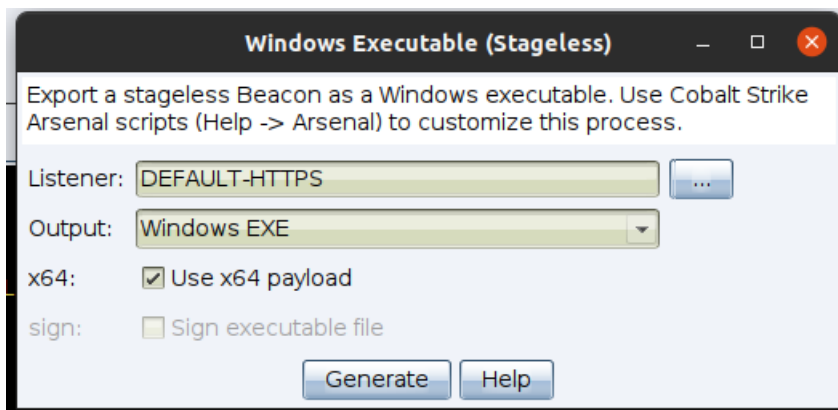 Windows Executable (Stageless)
Export a stageless Beacon as a Windows executable. Use Cobalt Strike
Arsenal scripts (Help -> Arsenal) to customize this process.
Listener: DEFAULT-HTTPS ...
Output: Windows EXE
x64: Use x64 payload
sign: Sign executable file
Generate Help